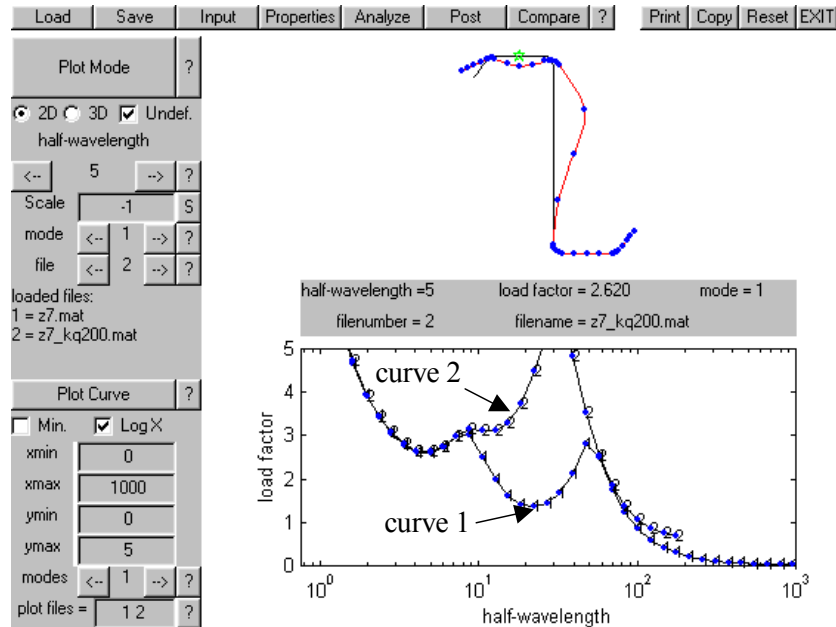 Load Save Input Properties Analyze Post Compare ? Print Copy Reset EXIT
Plot Mode ?
2D 3D Undef.
half-wavelength
<-- 5 --> ?
Scale -1 S
mode <-- 1 --> ?
file <-- 2 --> ?
loaded files:
1 = z7.mat
2 = z7_kq200.mat
half-wavelength =5 load factor = 2.620 mode = 1
filenumber = 2 filename = z7_kq200.mat
Plot Curve ?
Min. Log X
xmin 0
xmax 1000
ymin 0
ymax 5
modes <-- 1 --> ?
plot files = 1 2 ?
5
4
3
2
1
0
load factor
curve 2
curve 1
10^0 10^1 10^2 10^3
half-wavelength